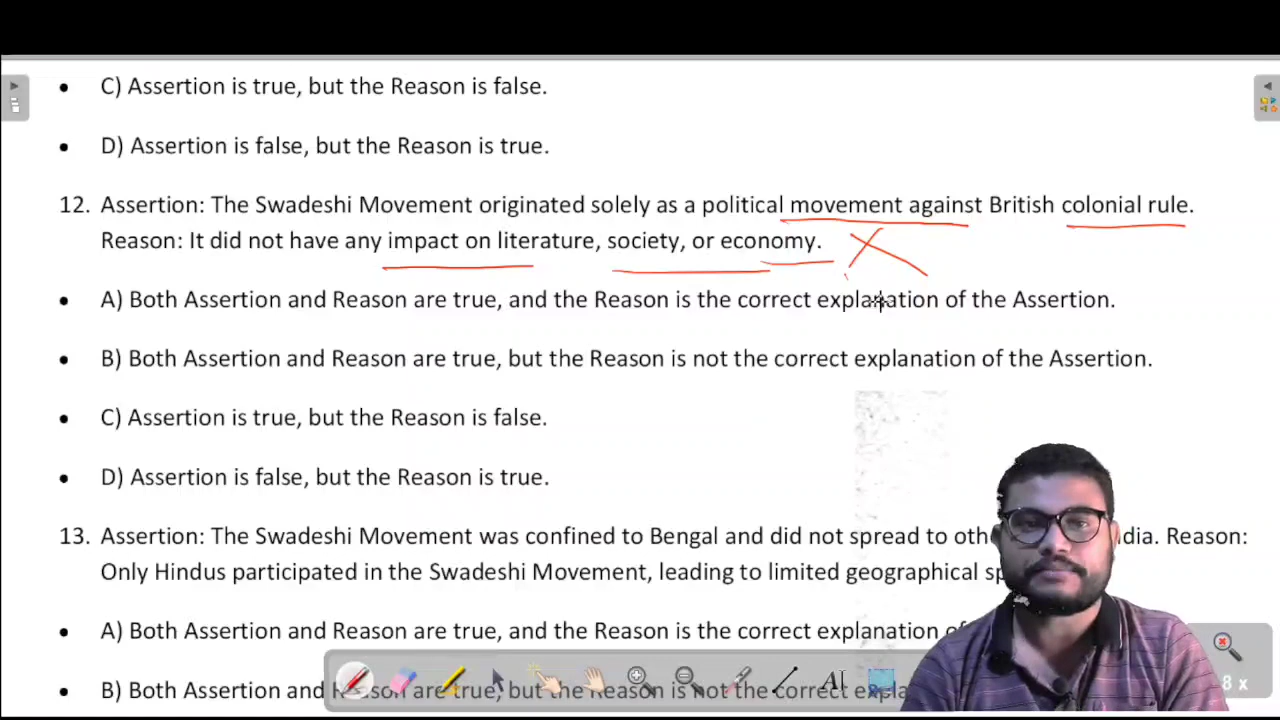 • C) Assertion is true, but the Reason is false.
• D) Assertion is false, but the Reason is true.
12. Assertion: The Swadeshi Movement originated solely as a political movement against British colonial rule.
Reason: It did not have any impact on literature, society, or economy.
• A) Both Assertion and Reason are true, and the Reason is the correct explanation of the Assertion.
• B) Both Assertion and Reason are true, but the Reason is not the correct explanation of the Assertion.
• C) Assertion is true, but the Reason is false.
• D) Assertion is false, but the Reason is true.
13. Assertion: The Swadeshi Movement was confined to Bengal and did not spread to Reason:
Only Hindus participated in the Swadeshi Movement, leading to limited geographical
• A) Both Assertion and Reason are true, and the Reason is the correct explanation
• B) Both Assertion and Reason are true, but the Reason is not the correct
8 x